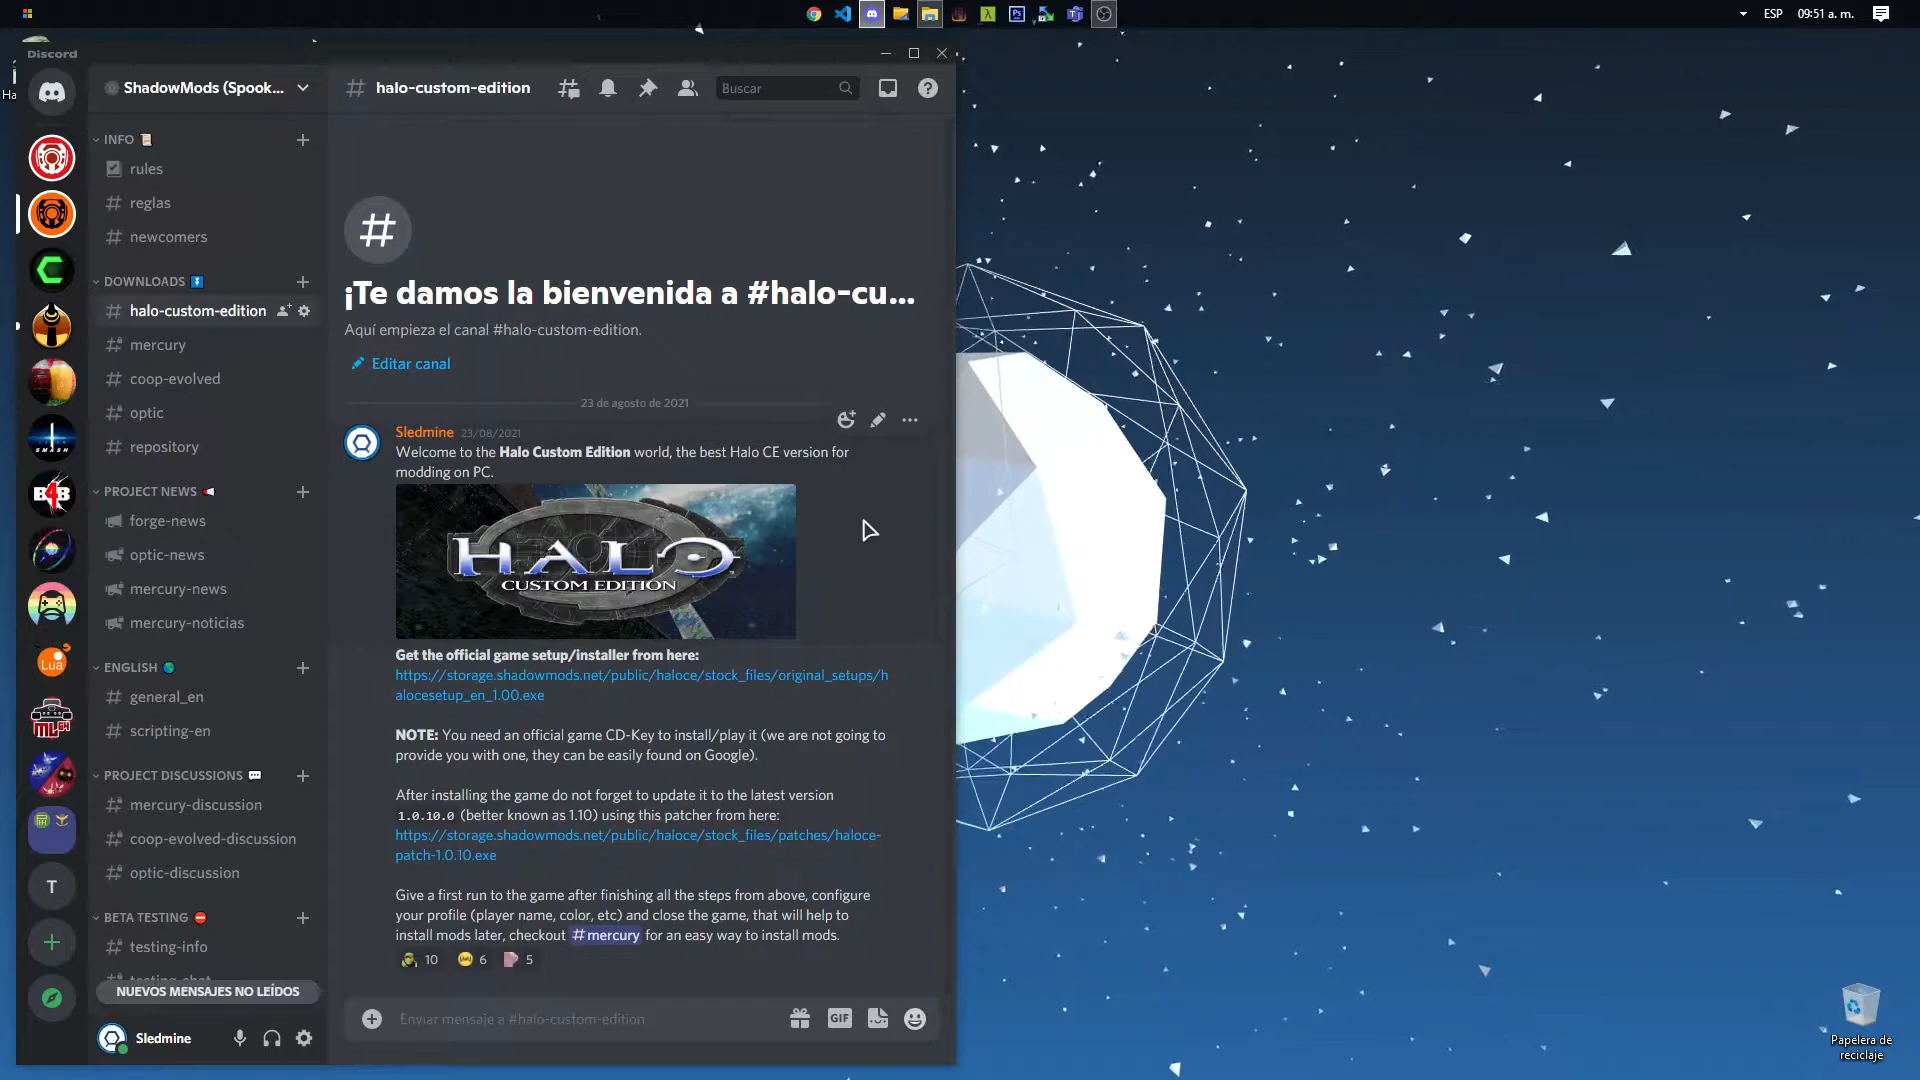 ESP
09:51 a. m.
Discord
ShadowMods (Spook...
halo-custom-edition
Buscar
INFO
rules
reglas
newcomers
DOWNLOADS
halo-custom-edition
mercury
coop-evolved
optic
repository
PROJECT NEWS
forge-news
optic-news
mercury-news
mercury-noticias
ENGLISH
general_en
scripting-en
PROJECT DISCUSSIONS
mercury-discussion
coop-evolved-discussion
optic-discussion
BETA TESTING
testing-info
NUEVOS MENSAJES NO LEÍDOS
Sledmine
¡Te damos la bienvenida a #halo-cu...
Aquí empieza el canal #halo-custom-edition.
Editar canal
23 de agosto de 2021
Sledmine 23/08/2021
Welcome to the Halo Custom Edition world, the best Halo CE version for
modding on PC.
HALO
CUSTOM EDITION
Get the official game setup/installer from here:
https://storage.shadowmods.net/public/haloce/stock_files/original_setups/h
alocesetup_en_1.00.exe
NOTE: You need an official game CD-Key to install/play it (we are not going to
provide you with one, they can be easily found on Google).
After installing the game do not forget to update it to the latest version
1.0.10.0 (better known as 1.10) using this patcher from here:
https://storage.shadowmods.net/public/haloce/stock_files/patches/haloce-
patch-1.0.10.exe
Give a first run to the game after finishing all the steps from above, configure
your profile (player name, color, etc) and close the game, that will help to
install mods later, checkout #mercury for an easy way to install mods.
10 6 5
Enviar mensaje a #halo-custom-edition
GIF
T
Lua
B4B
SMASH
Ps
Ha
Papelera de
reciclaje